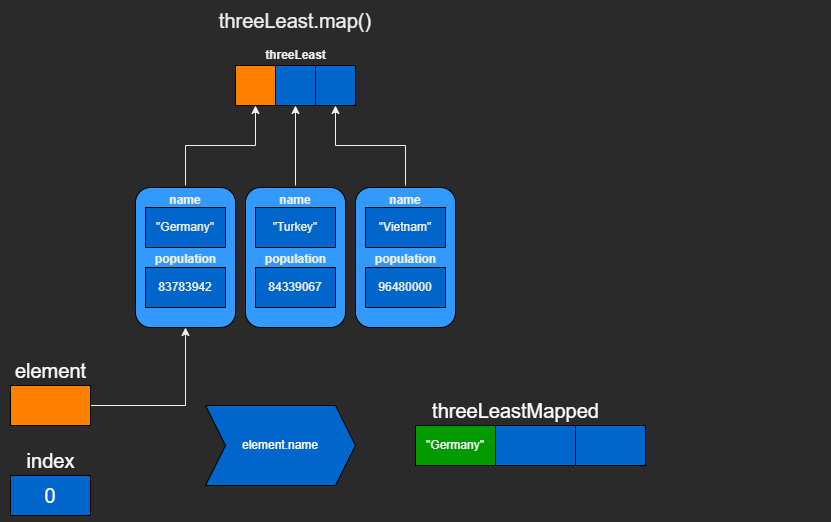 threeLeast.map()
threeLeast
name
name
name
"Germany"
"Turkey"
"Vietnam"
population
population
population
83783942
84339067
96480000
element
threeLeastMapped
element.name
"Germany"
index
0